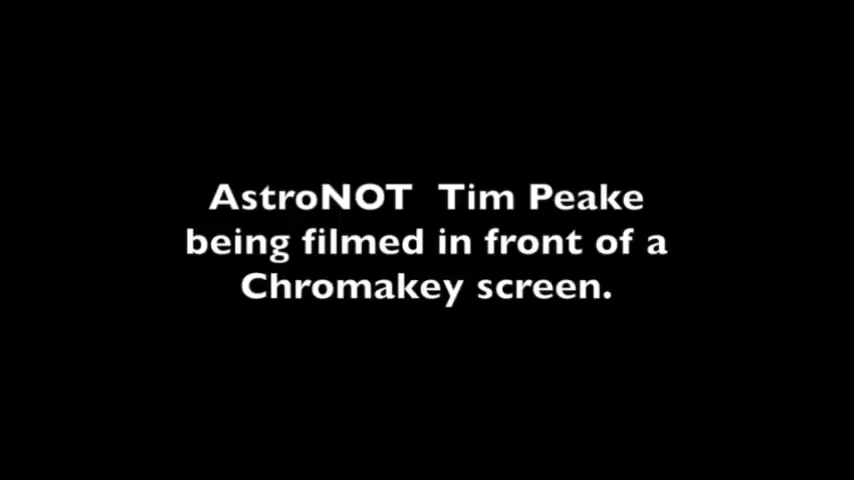 AstroNOT Tim Peake
being filmed in front of a
Chromakey screen.